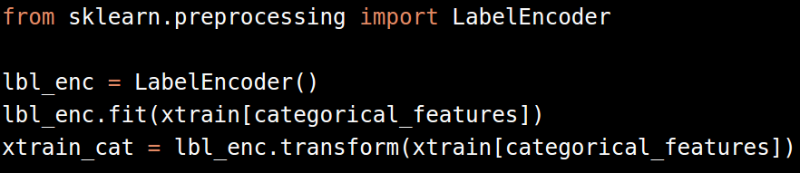 from sklearn.preprocessing import LabelEncoder
lbl_enc = LabelEncoder()
lbl_enc.fit(xtrain[categorical_features])
xtrain_cat = lbl_enc.transform(xtrain[categorical_features])